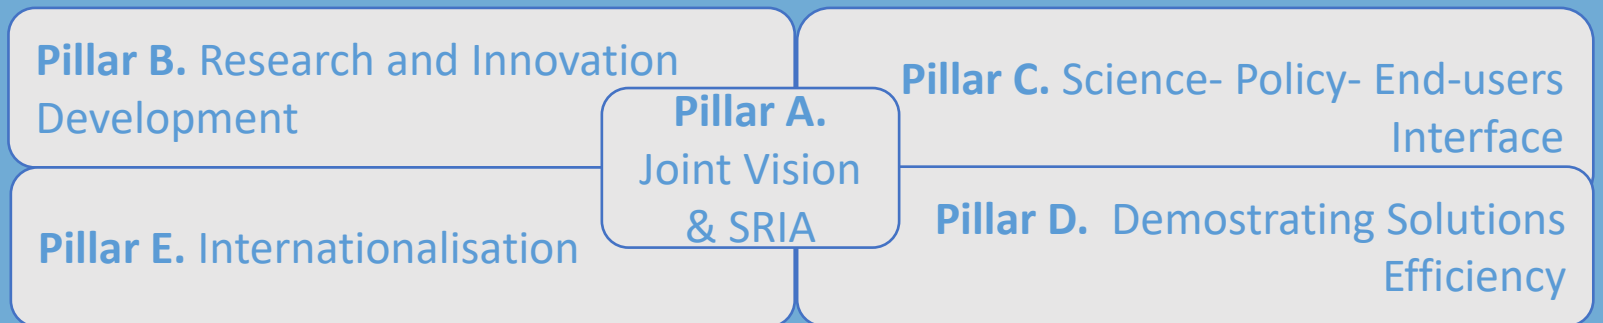 Pillar B. Research and Innovation
Development
Pillar A.
Joint Vision
& SRIA
Pillar C. Science- Policy- End-users
Interface
Pillar E. Internationalisation
Pillar D. Demostrating Solutions
Efficiency